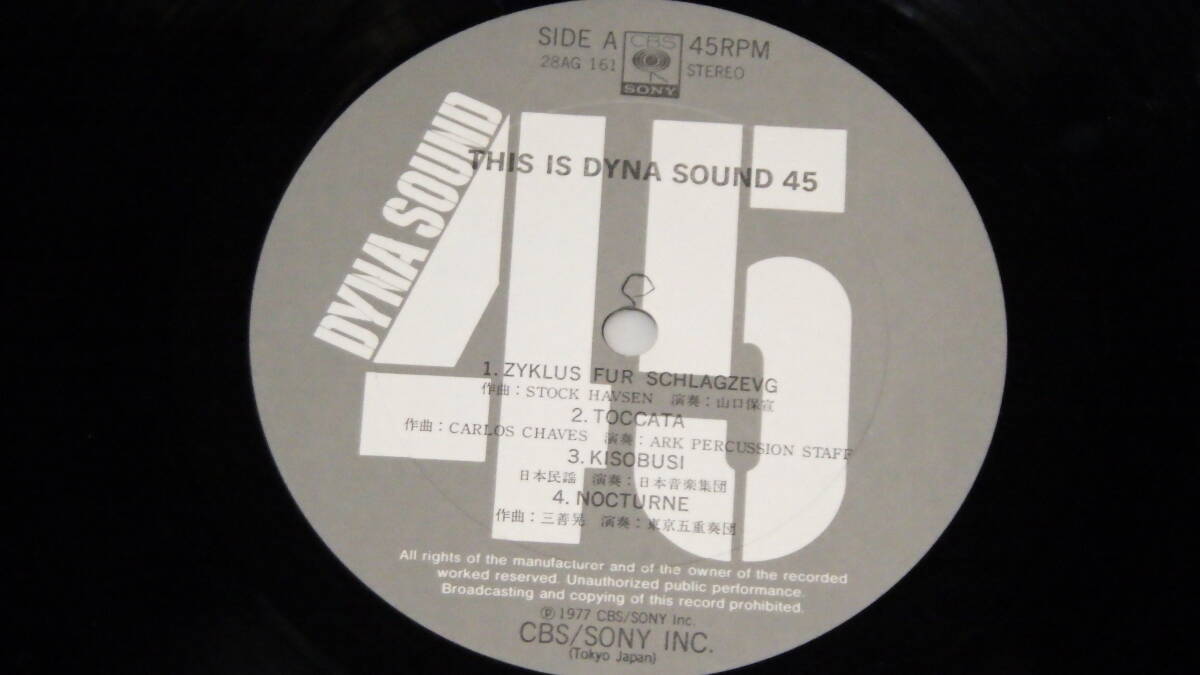 SIDE A
28AG 161
CBS
SONY
45RPM
STEREO
DYNA SOUND
45
THIS IS DYNA SOUND 45
1. ZYKLUS FUR SCHLAGZEVG
作曲：STOCK HAVSEN 演奏：山口保宣
2. TOCCATA
作曲：CARLOS CHAVES 演奏：ARK PERCUSSION STAFF
3. KISOBUSI
日本民謡 演奏：日本音楽集団
4. NOCTURNE
作曲：三善晃 演奏：東京五重奏団
All rights of the manufacturer and of the owner of the recorded
worked reserved. Unauthorized public performance.
Broadcasting and copying of this record prohibited.
Ⓟ 1977 CBS/SONY Inc.
CBS/SONY INC.
(Tokyo Japan)